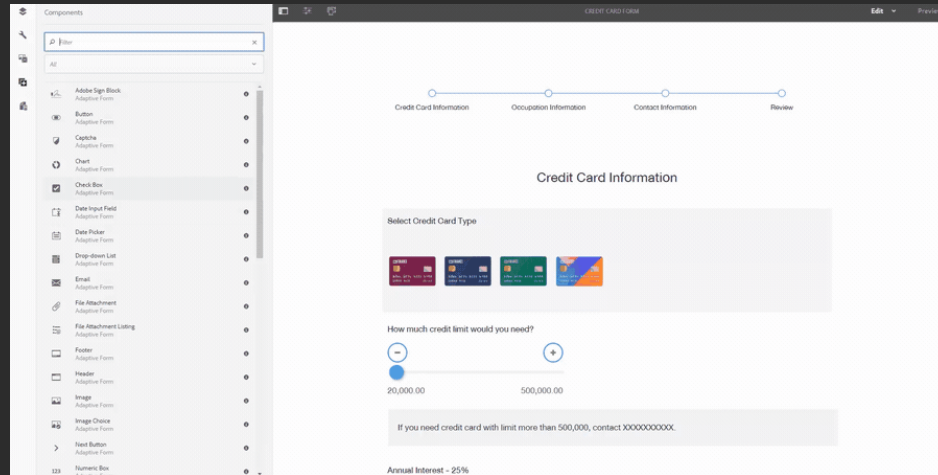 Components
CREDIT CARD FORM
Edit
Preview
Filter
All
Adobe Sign Block
Adaptive Form
Button
Adaptive Form
Captcha
Adaptive Form
Chart
Adaptive Form
Check Box
Adaptive Form
Date Input Field
Adaptive Form
Date Picker
Adaptive Form
Drop-down List
Adaptive Form
Email
Adaptive Form
File Attachment
Adaptive Form
File Attachment Listing
Adaptive Form
Footer
Adaptive Form
Header
Adaptive Form
Image
Adaptive Form
Image Choice
Adaptive Form
Next Button
Adaptive Form
123
Numeric Box
Adaptive Form
Credit Card Information
Occupation Information
Contact Information
Review
Credit Card Information
Select Credit Card Type
How much credit limit would you need?
20,000.00
500,000.00
If you need credit card with limit more than 500,000, contact XXXXXXXXXX.
Annual Interest - 25%